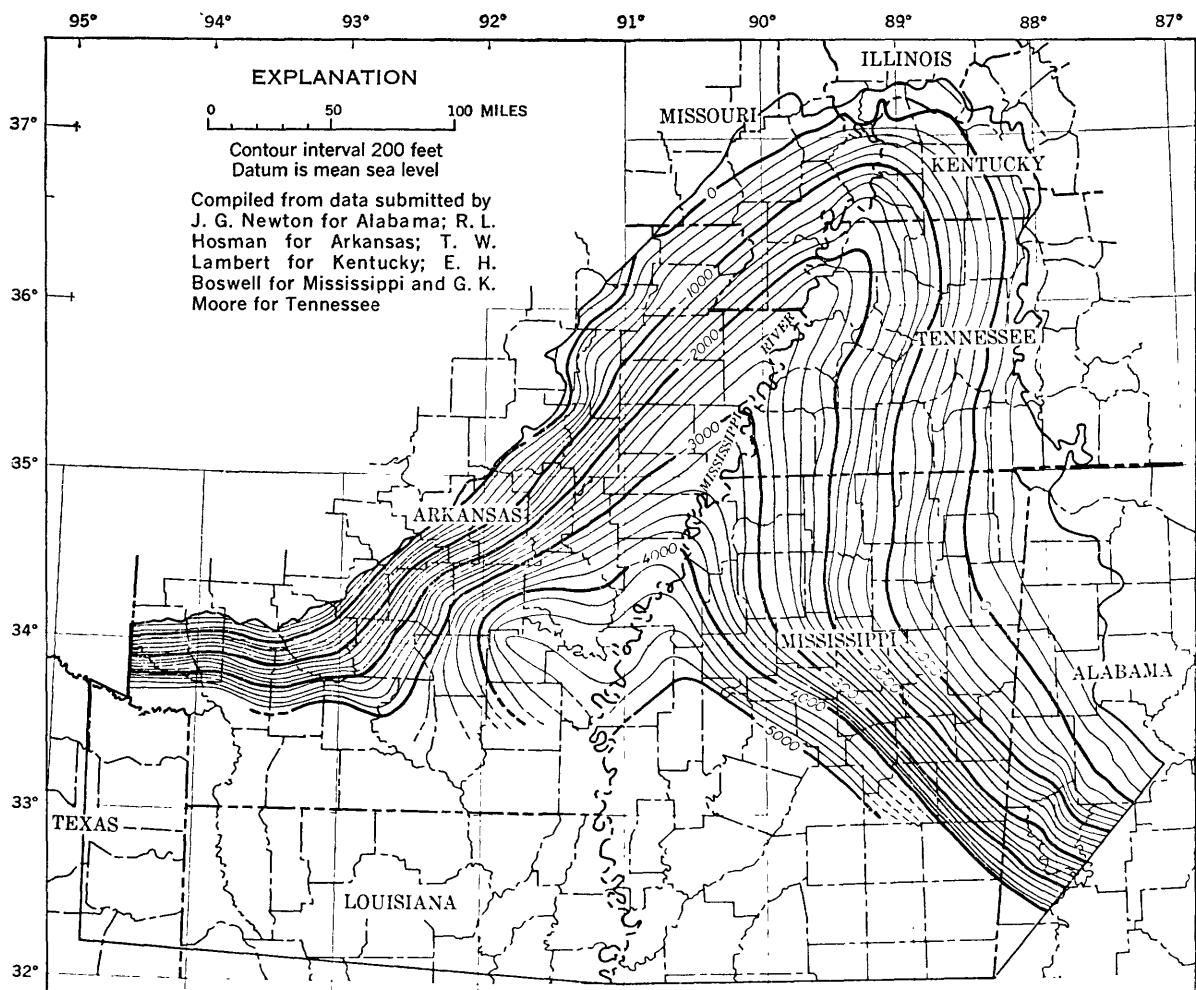 95° 94° 93° 92° 91° 90° 89° 88° 87°
EXPLANATION
0 50 100 MILES
Contour interval 200 feet
Datum is mean sea level
Compiled from data submitted by
J. G. Newton for Alabama; R. L.
Hosman for Arkansas; T. W.
Lambert for Kentucky; E. H.
Boswell for Mississippi and G. K.
Moore for Tennessee
ILLINOIS
MISSOURI
37°
KENTUCKY
0
36°
1000
RIVER
TENNESSEE
2000
MISSISSIPPI
3000
35°
ARKANSAS
4000
34°
0
MISSISSIPPI
ALABAMA
4000
5000
33°
TEXAS
LOUISIANA
32°